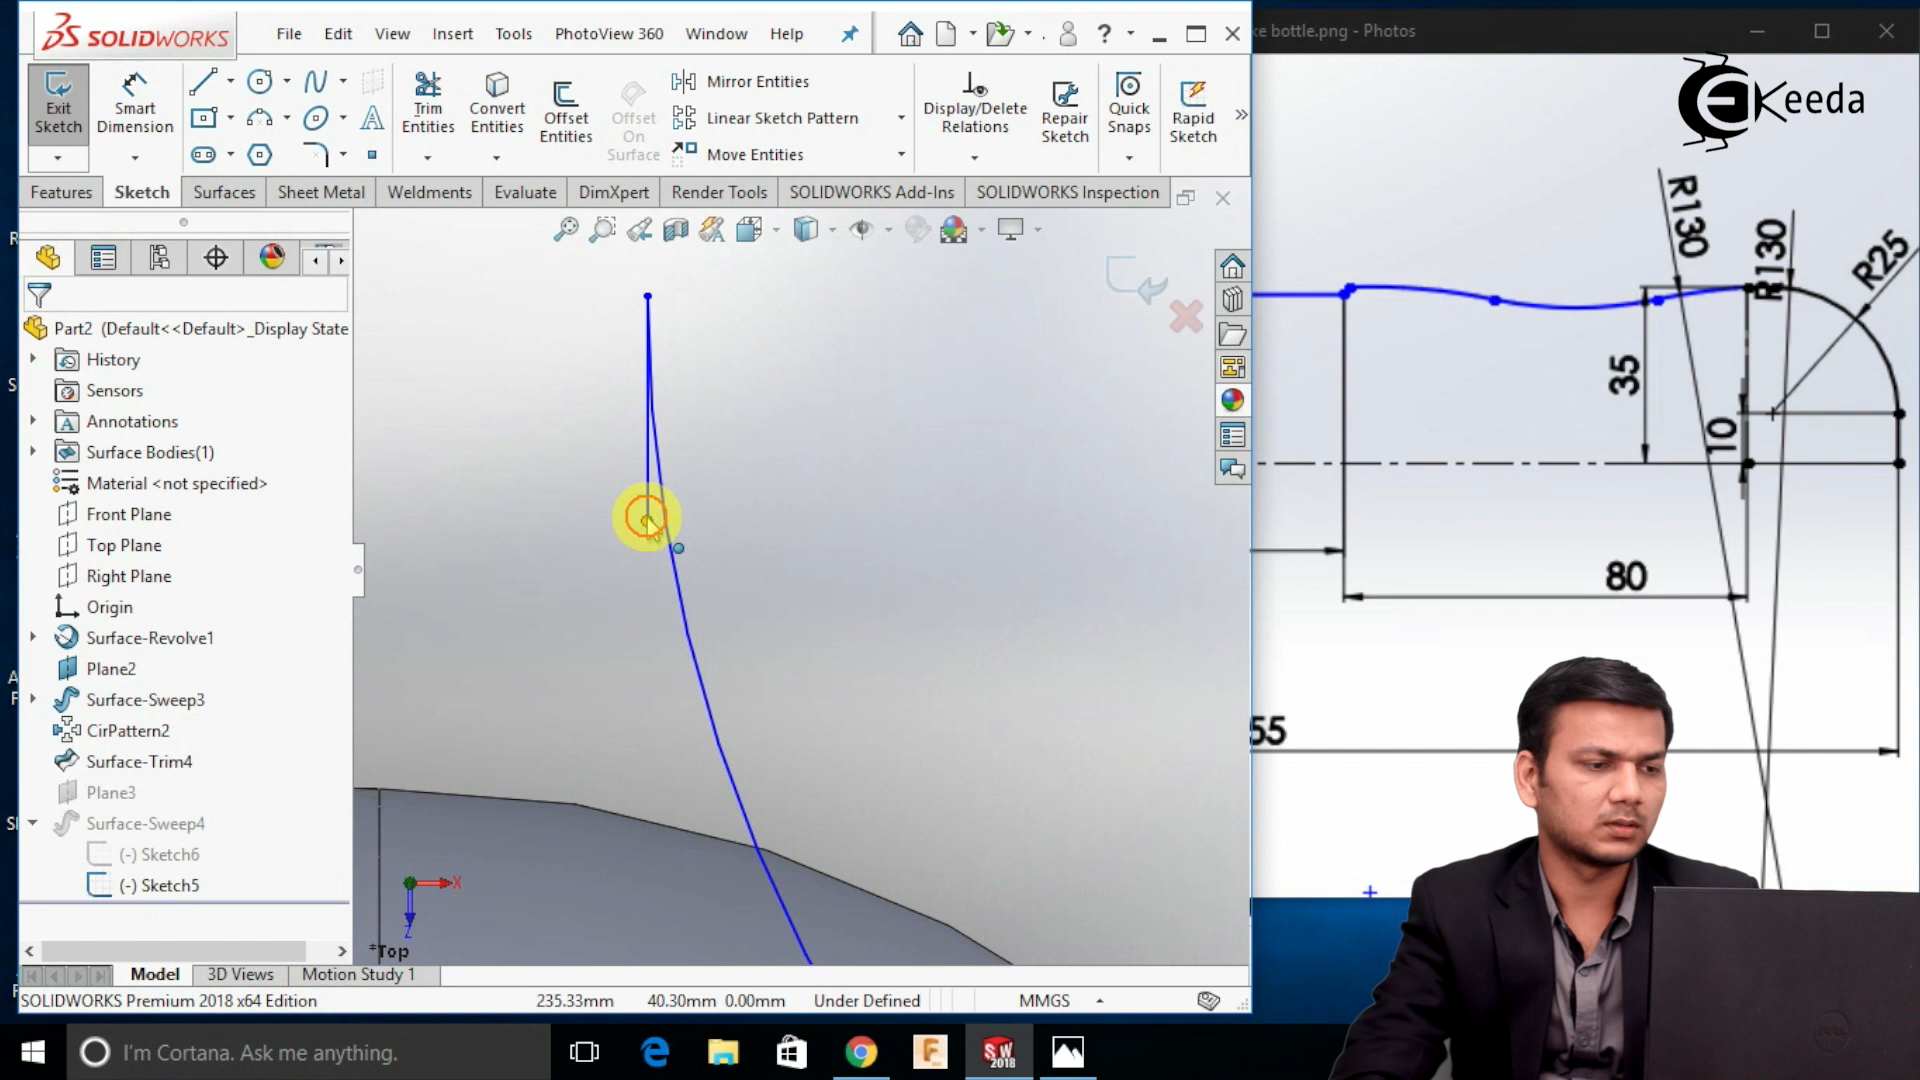 SOLIDWORKS
File Edit View Insert Tools PhotoView 360 Window Help
ke bottle.png - Photos
EKeeda
Exit Sketch
Smart Dimension
Trim Entities
Convert Entities
Offset Entities
Offset On Surface
Mirror Entities
Linear Sketch Pattern
Move Entities
Display/Delete Relations
Repair Sketch
Quick Snaps
Rapid Sketch
Features Sketch Surfaces Sheet Metal Weldments Evaluate DimXpert Render Tools SOLIDWORKS Add-Ins SOLIDWORKS Inspection
Part2 (Default<<Default>_Display State
History
Sensors
Annotations
Surface Bodies(1)
Material <not specified>
Front Plane
Top Plane
Right Plane
Origin
Surface-Revolve1
Plane2
Surface-Sweep3
CirPattern2
Surface-Trim4
Plane3
Surface-Sweep4
(-) Sketch6
(-) Sketch5
X
Z
*Top
R130
R130
R25
35
10
80
55
Model 3D Views Motion Study 1
SOLIDWORKS Premium 2018 x64 Edition 235.33mm 40.30mm 0.00mm Under Defined MMGS
I'm Cortana. Ask me anything.
SW 2018